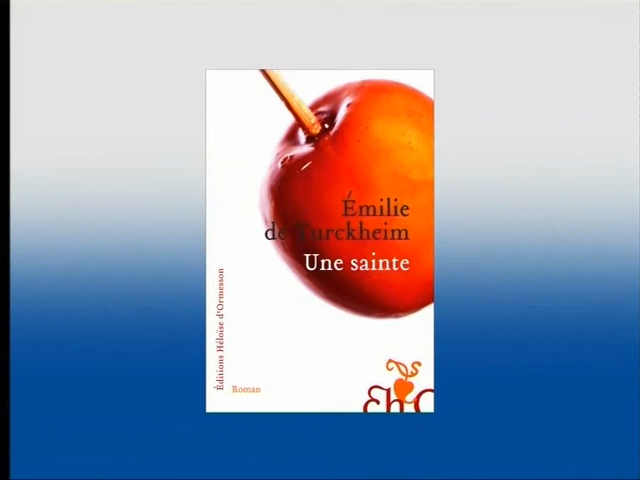 Émilie
de Turckheim
Une sainte
Éditions Héloïse d'Ormesson
Roman